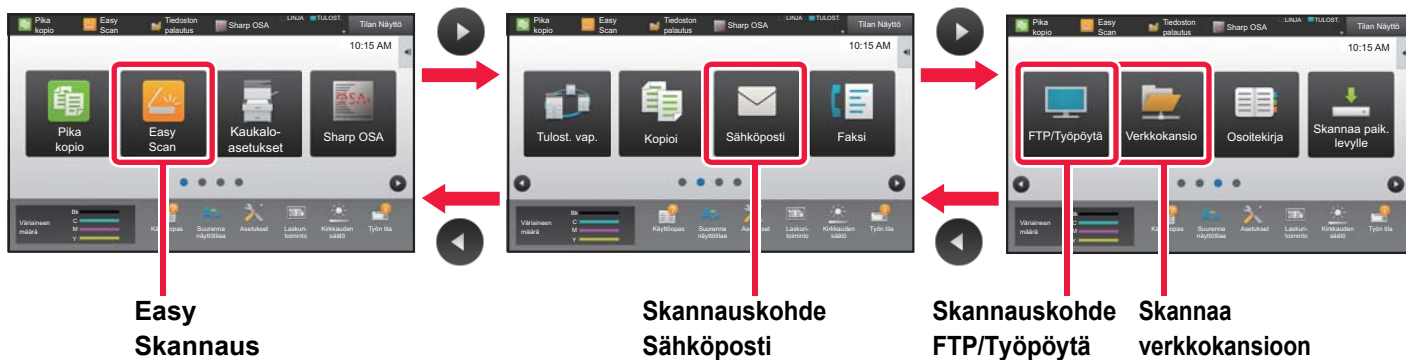 Pika kopio
Easy Scan
Tiedoston palautus
Sharp OSA
LINJA
TULOST.
Tilan Näyttö
10:15 AM
Pika
kopio
Easy
Scan
Kaukalo-
asetukset
Sharp OSA
Väriaineen
määrä
Bk
C
M
Y
Käyttöopas
Suurenna
näyttötilaa
Asetukset
Laskuri-
toiminto
Kirkkauden
säätö
Työn tila
Easy
Skannaus
Pika kopio
Easy Scan
Tiedoston palautus
Sharp OSA
LINJA
TULOST.
Tilan Näyttö
10:15 AM
Tulost. vap.
Kopioi
Sähköposti
Faksi
Väriaineen
määrä
Bk
C
M
Y
Käyttöopas
Suurenna
näyttötilaa
Asetukset
Laskuri-
toiminto
Kirkkauden
säätö
Työn tila
Skannauskohde
Sähköposti
Pika kopio
Easy Scan
Tiedoston palautus
Sharp OSA
LINJA
TULOST.
Tilan Näyttö
10:15 AM
FTP/Työpöytä
Verkkokansio
Osoitekirja
Skannaa paik.
levylle
Väriaineen
määrä
Bk
C
M
Y
Käyttöopas
Suurenna
näyttötilaa
Asetukset
Laskuri-
toiminto
Kirkkauden
säätö
Työn tila
Skannauskohde
FTP/Työpöytä
Skannaa
verkkokansioon